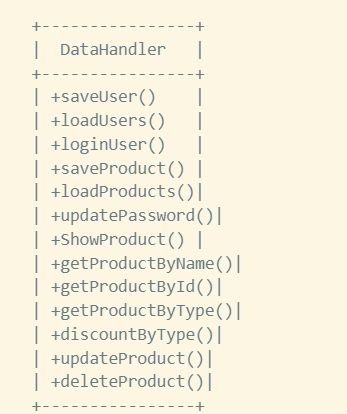 +----------------+
|  DataHandler   |
+----------------+
| +saveUser()    |
| +loadUsers()   |
| +loginUser()   |
| +saveProduct() |
| +loadProducts()|
| +updatePassword()|
| +ShowProduct() |
| +getProductByName()|
| +getProductById()|
| +getProductByType()|
| +discountByType()|
| +updateProduct()|
| +deleteProduct()|
+----------------+